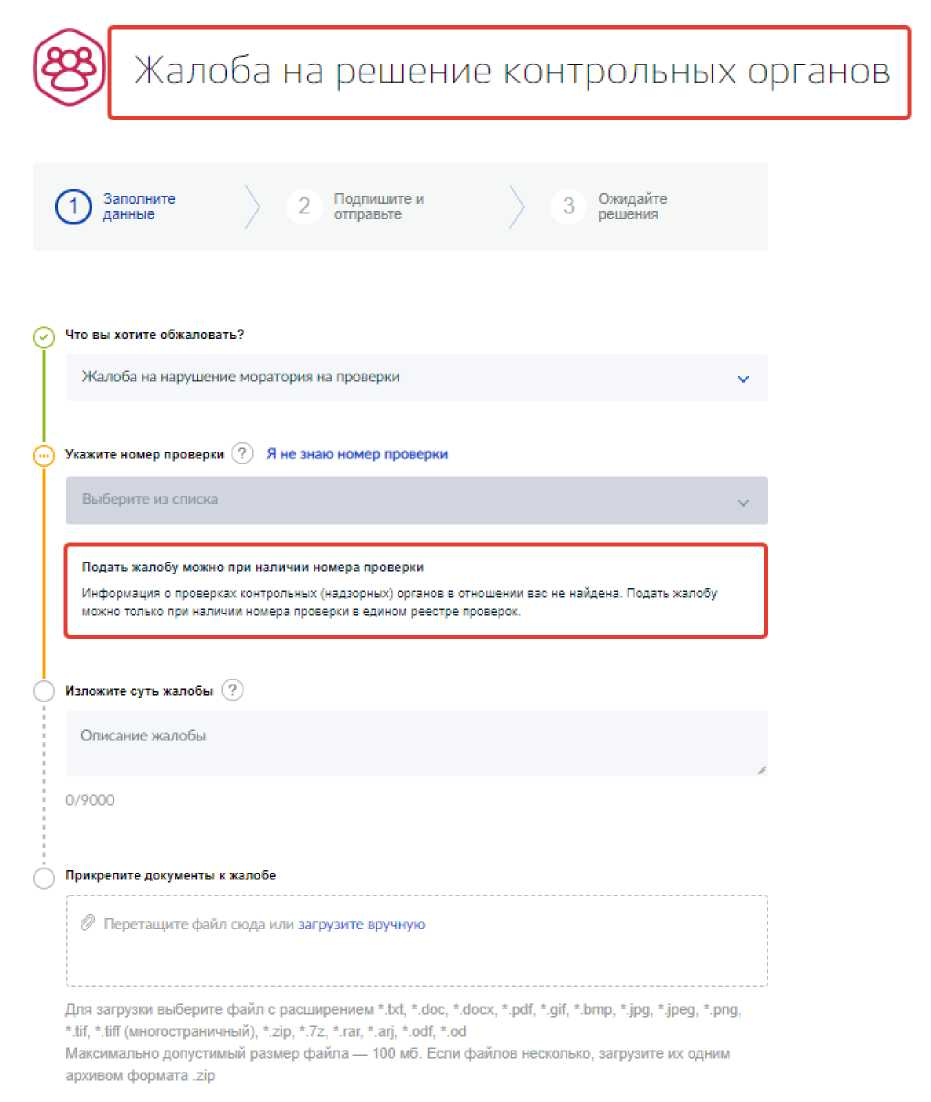 Жалоба на решение контрольных органов
1
Заполните
данные
2
Подпишите и
отправьте
3
Ожидайте
решения
Что вы хотите обжаловать?
Жалоба на нарушение моратория на проверки
Укажите номер проверки ? Я не знаю номер проверки
Выберите из списка
Подать жалобу можно при наличии номера проверки
Информация о проверках контрольных (надзорных) органов в отношении вас не найдена. Подать жалобу
можно только при наличии номера проверки в едином реестре проверок.
Изложите суть жалобы ?
Описание жалобы
0/9000
Прикрепите документы к жалобе
Перетащите файл сюда или загрузите вручную
Для загрузки выберите файл с расширением *.txt, *.doc, *.docx, *.pdf, *.gif, *.bmp, *.jpg, *.jpeg, *.png,
*.tif, *.tiff (многостраничный), *.zip, *.7z, *.rar, *.arj, *.odf, *.od
Максимально допустимый размер файла — 100 мб. Если файлов несколько, загрузите их одним
архивом формата .zip